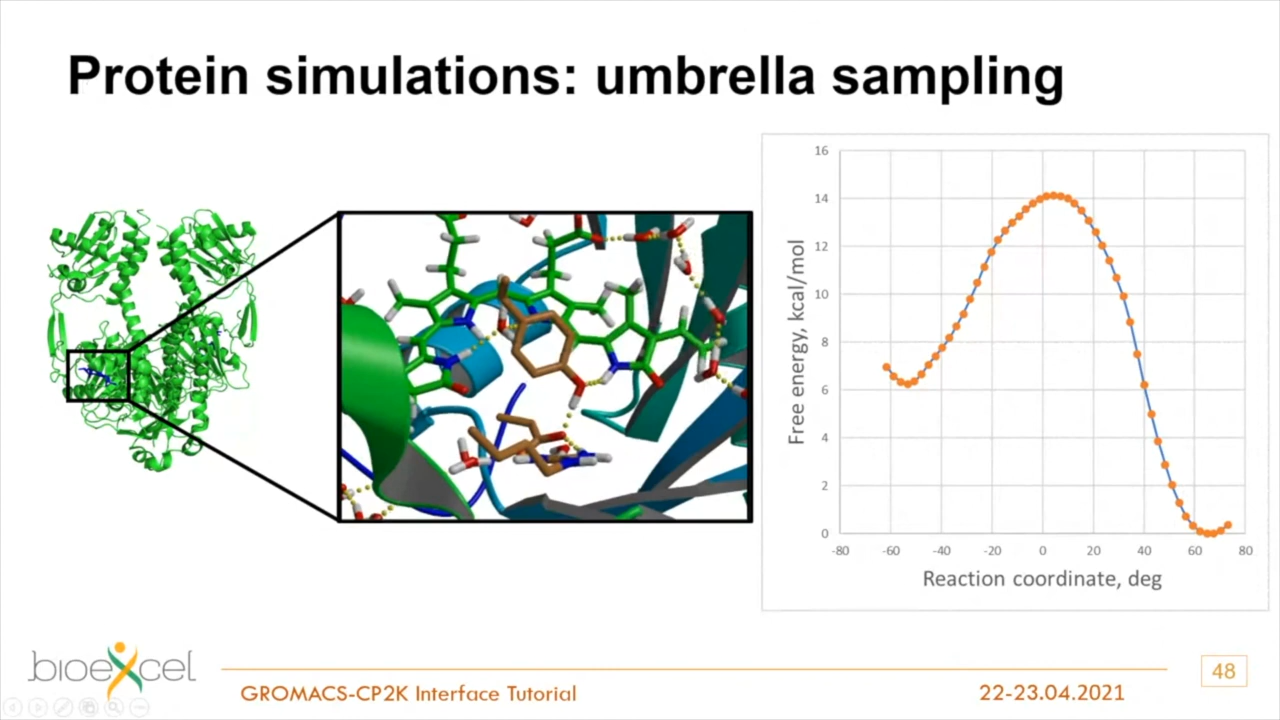 Protein simulations: umbrella sampling
16
14
12
10
8
6
4
2
0
Free energy, kcal/mol
-80 -60 -40 -20 0 20 40 60 80
Reaction coordinate, deg
bioexcel
48
GROMACS-CP2K Interface Tutorial
22-23.04.2021